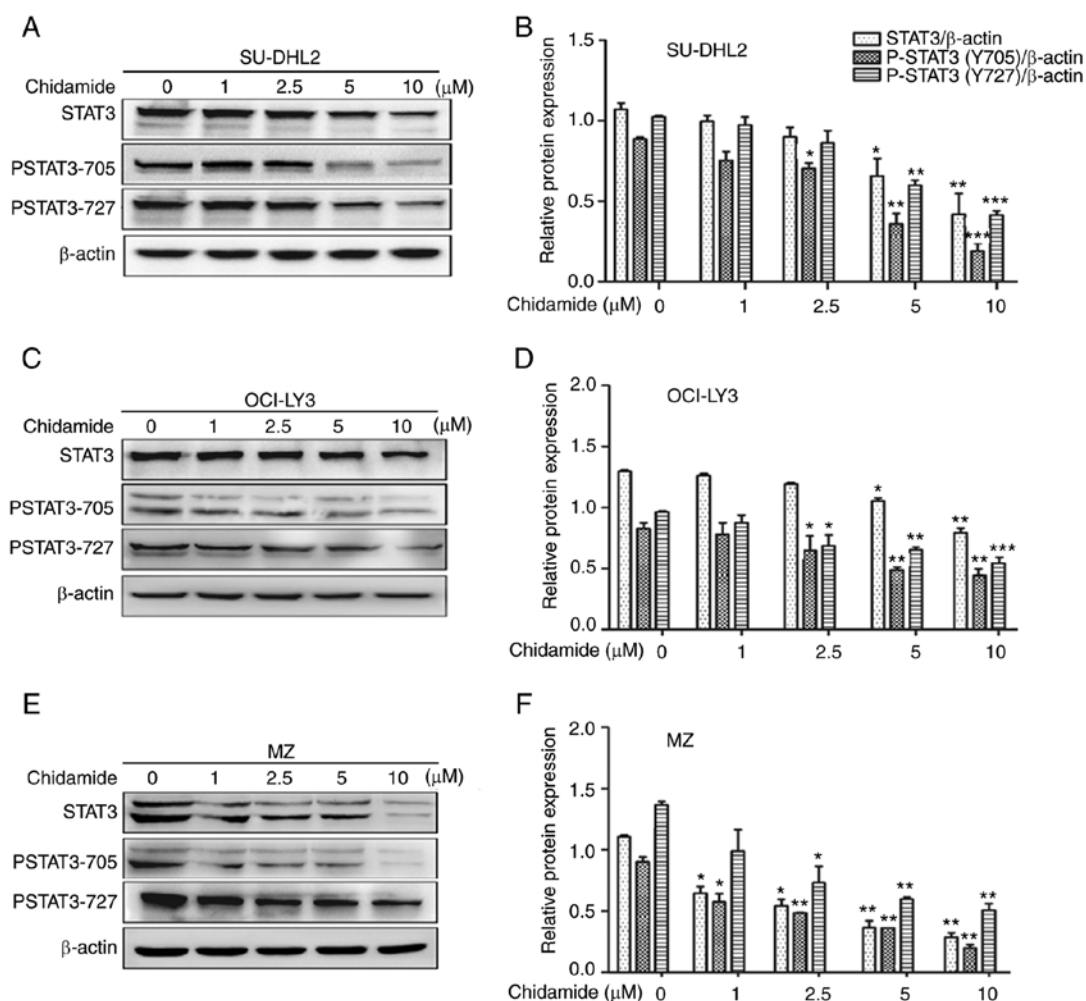 A
SU-DHL2
Chidamide 0 1 2.5 5 10 (μM)
STAT3
PSTAT3-705
PSTAT3-727
β-actin
B
SU-DHL2
STAT3/β-actin
P-STAT3 (Y705)/β-actin
P-STAT3 (Y727)/β-actin
Relative protein expression
1.5
1.0
0.5
0.0
* * ** ** ** *** ***
Chidamide (μM) 0 1 2.5 5 10
C
OCI-LY3
Chidamide 0 1 2.5 5 10 (μM)
STAT3
PSTAT3-705
PSTAT3-727
β-actin
D
OCI-LY3
Relative protein expression
2.0
1.5
1.0
0.5
0.0
* * * ** ** ** ** ***
Chidamide (μM) 0 1 2.5 5 10
E
MZ
Chidamide 0 1 2.5 5 10 (μM)
STAT3
PSTAT3-705
PSTAT3-727
β-actin
F
MZ
Relative protein expression
2.0
1.5
1.0
0.5
0.0
* * * ** * ** ** ** ** ** **
Chidamide (μM) 0 1 2.5 5 10